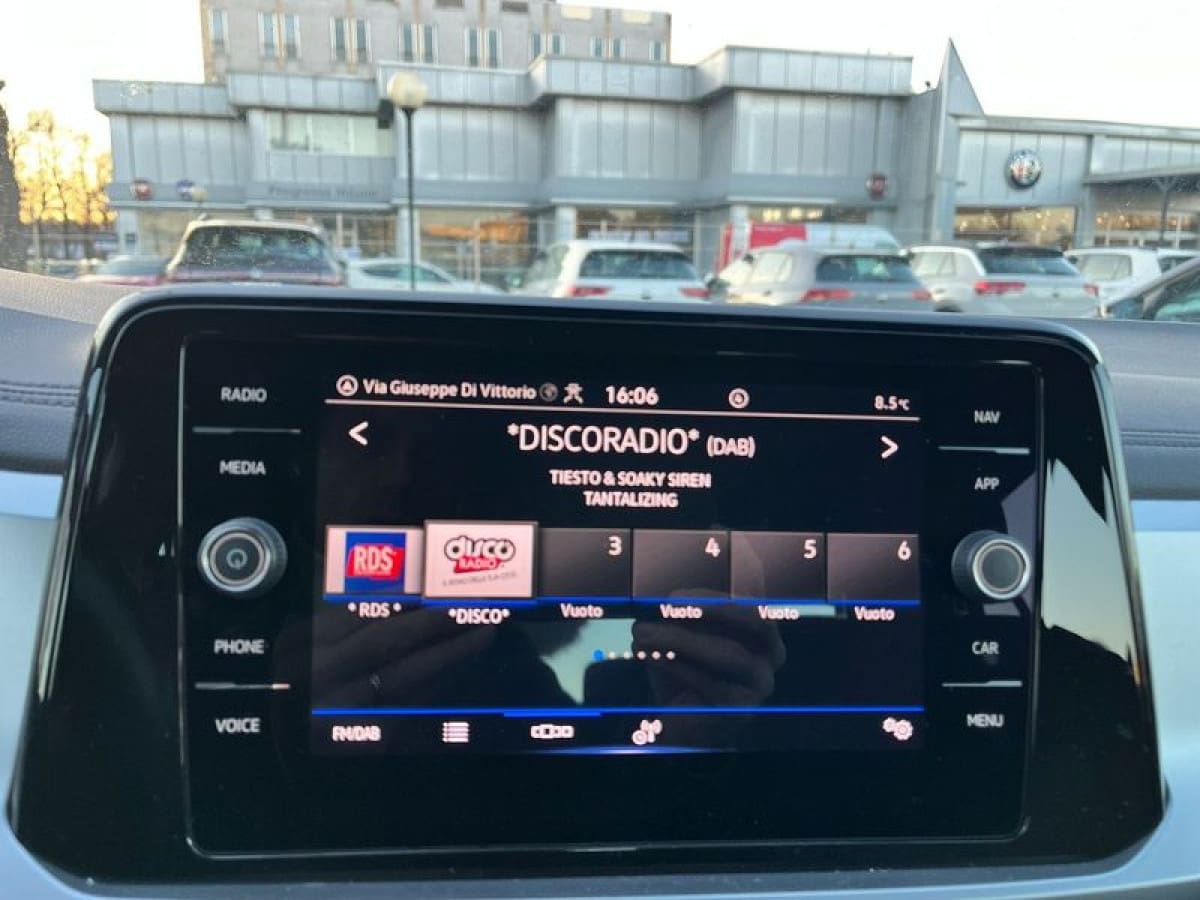 RADIO
MEDIA
PHONE
VOICE
Via Giuseppe Di Vittorio 16:06 8.5°C
*DISCORADIO* (DAB)
TIESTO & SOAKY SIREN
TANTALIZING
RDS
disco
RADIO
3 4 5 6
* RDS * *DISCO* Vuoto Vuoto Vuoto Vuoto
FM/DAB
NAV
APP
CAR
MENU